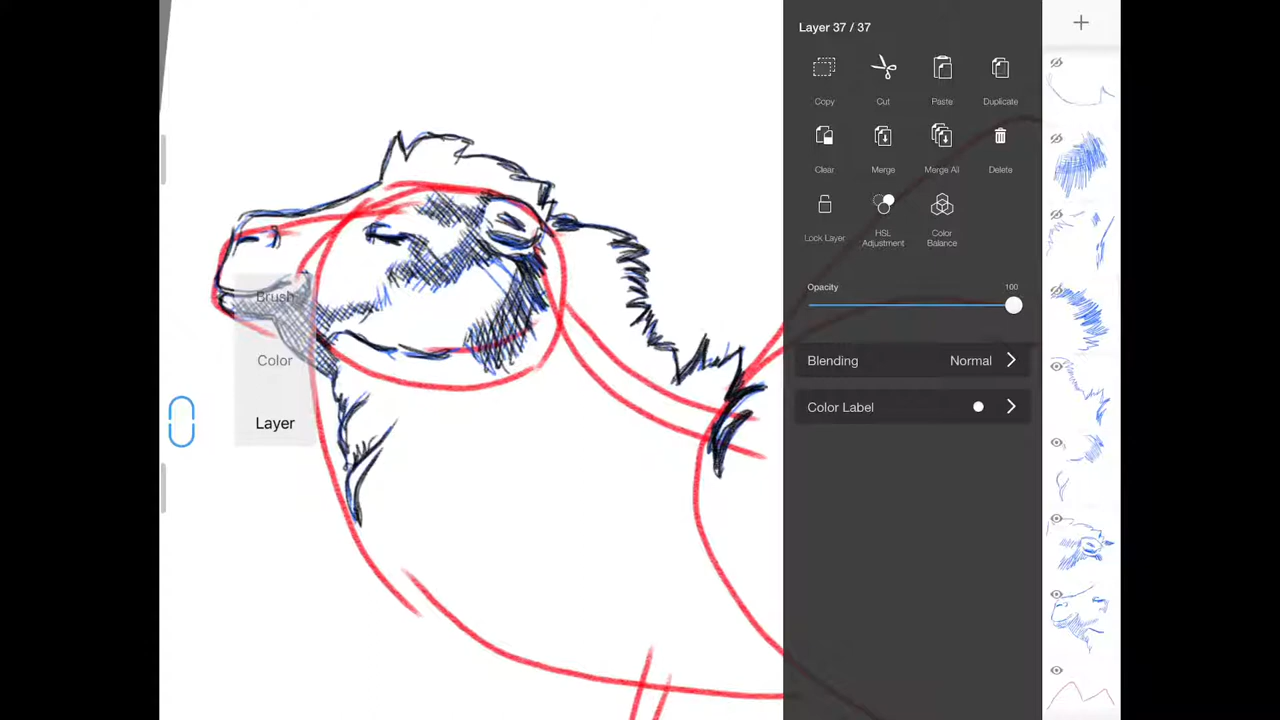 Layer 37 / 37
Copy Cut Paste Duplicate
Clear Merge Merge All Delete
Lock Layer HSL Adjustment Color Balance
Opacity 100
Blending Normal
Color Label
Brush
Color
Layer